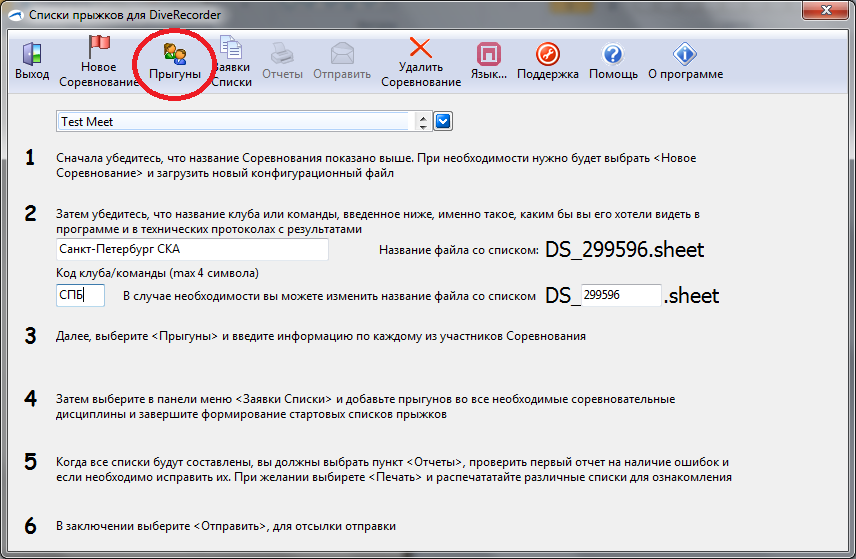 Списки прыжков для DiveRecorder
Выход
Новое
Соревнование
Прыгуны
Заявки
Списки
Отчеты
Отправить
Удалить
Соревнование
Язык...
Поддержка
Помощь
О программе
Test Meet
1 Сначала убедитесь, что название Соревнования показано выше. При необходимости нужно будет выбрать <Новое
Соревнование> и загрузить новый конфигурационный файл
2 Затем убедитесь, что название клуба или команды, введенное ниже, именно такое, каким бы вы его хотели видеть в
программе и в технических протоколах с результатами
Санкт-Петербург СКА Название файла со списком: DS_299596.sheet
Код клуба/команды (max 4 символа)
СПБ В случае необходимости вы можете изменить название файла со списком DS_ 299596 .sheet
3 Далее, выберите <Прыгуны> и введите информацию по каждому из участников Соревнования
4 Затем выберите в панели меню <Заявки Списки> и добавьте прыгунов во все необходимые соревновательные
дисциплины и завершите формирование стартовых списков прыжков
5 Когда все списки будут составлены, вы должны выбрать пункт <Отчеты>, проверить первый отчет на наличие ошибок и
если необходимо исправить их. При желании выбирете <Печать> и распечататайте различные списки для ознакомления
6 В заключении выберите <Отправить>, для отсылки отправки